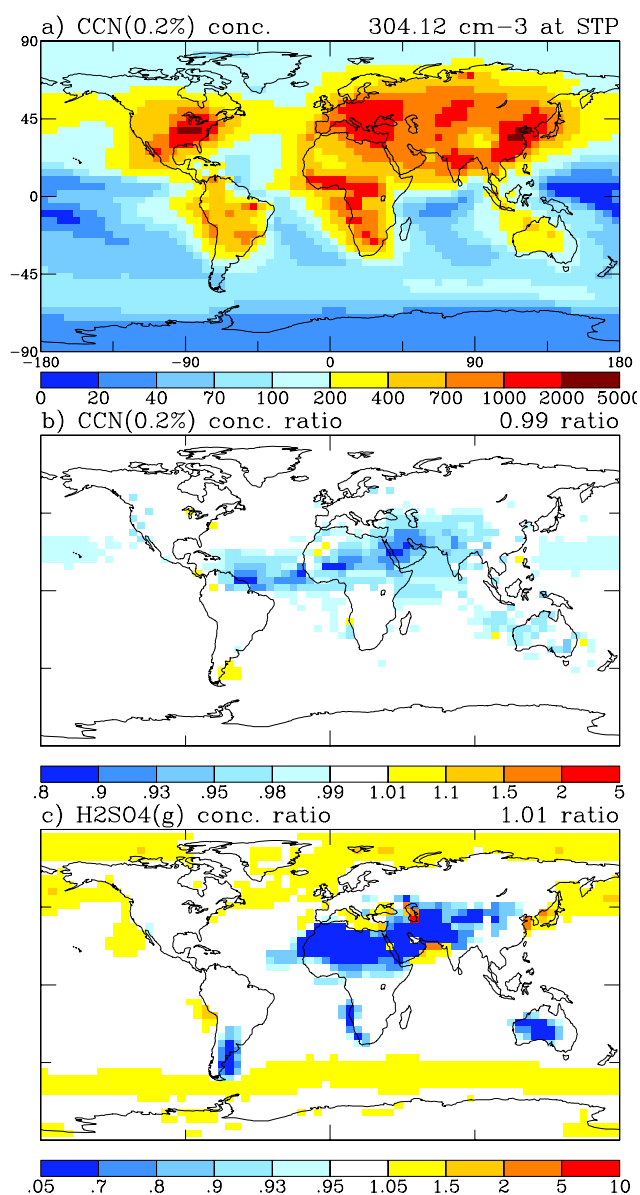 a) CCN(0.2%) conc. 304.12 cm−3 at STP
90
45
0
−45
−90
−180 −90 0 90 180
0 20 40 70 100 200 400 700 1000 2000 5000
b) CCN(0.2%) conc. ratio 0.99 ratio
.8 .9 .93 .95 .98 .99 1.01 1.1 1.5 2 5
c) H2SO4(g) conc. ratio 1.01 ratio
.05 .7 .8 .9 .93 .95 1.05 1.5 2 5 10